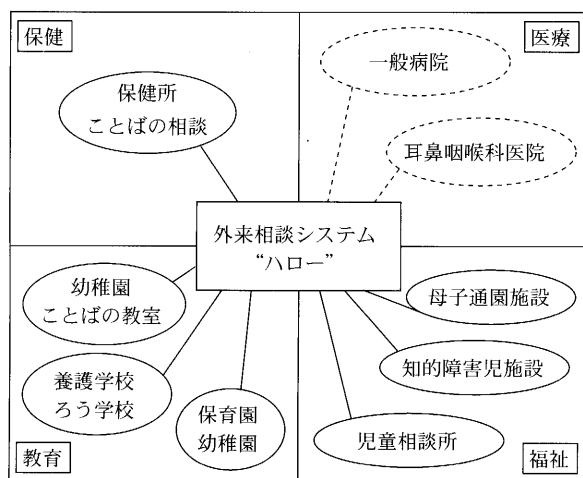 保健
医療
一般病院
保健所
ことばの相談
耳鼻咽喉科医院
外来相談システム
“ハロー”
幼稚園
ことばの教室
母子通園施設
養護学校
ろう学校
知的障害児施設
保育園
幼稚園
児童相談所
教育
福祉